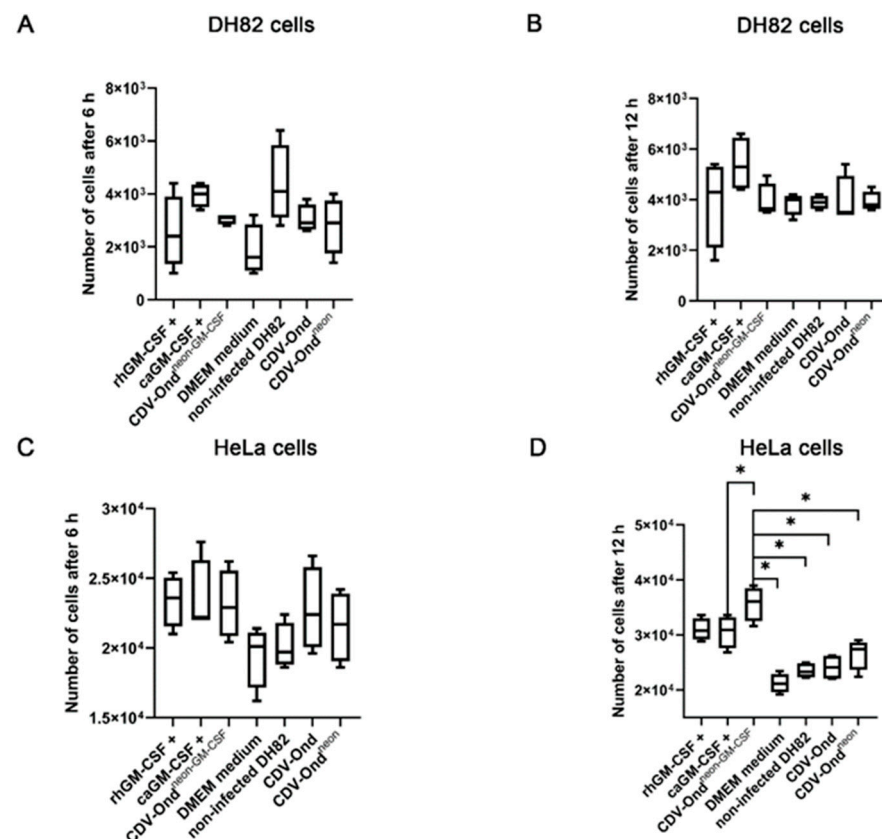 A
DH82 cells
Number of cells after 6 h
8×10³
6×10³
4×10³
2×10³
0
rhGM-CSF +
caGM-CSF +
CDV-Ondⁿᵉᵒⁿ⁻ᴳᴹ⁻ᶜˢᶠ
DMEM medium
non-infected DH82
CDV-Ond
CDV-Ondⁿᵉᵒⁿ
B
DH82 cells
Number of cells after 12 h
8×10³
6×10³
4×10³
2×10³
0
rhGM-CSF +
caGM-CSF +
CDV-Ondⁿᵉᵒⁿ⁻ᴳᴹ⁻ᶜˢᶠ
DMEM medium
non-infected DH82
CDV-Ond
CDV-Ondⁿᵉᵒⁿ
C
HeLa cells
Number of cells after 6 h
3×10⁴
2.5×10⁴
2×10⁴
1.5×10⁴
rhGM-CSF +
caGM-CSF +
CDV-Ondⁿᵉᵒⁿ⁻ᴳᴹ⁻ᶜˢᶠ
DMEM medium
non-infected DH82
CDV-Ond
CDV-Ondⁿᵉᵒⁿ
D
HeLa cells
Number of cells after 12 h
5×10⁴
4×10⁴
3×10⁴
2×10⁴
*
*
*
*
*
rhGM-CSF +
caGM-CSF +
CDV-Ondⁿᵉᵒⁿ⁻ᴳᴹ⁻ᶜˢᶠ
DMEM medium
non-infected DH82
CDV-Ond
CDV-Ondⁿᵉᵒⁿ